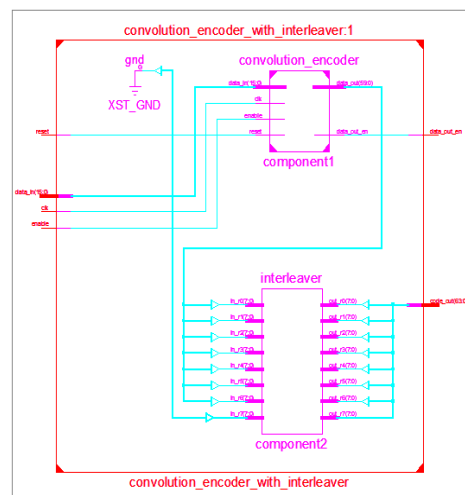 convolution_encoder_with_interleaver:1
gnd
XST_GND
convolution_encoder
data_in(15:0)
data_out(69:0)
clk
enable
reset
data_out_en
component1
reset
data_out_en
data_in(15:0)
clk
enable
interleaver
in_r0(7:0)
out_r0(7:0)
code_out(63:0)
in_r1(7:0)
out_r1(7:0)
in_r2(7:0)
out_r2(7:0)
in_r3(7:0)
out_r3(7:0)
in_r4(7:0)
out_r4(7:0)
in_r5(7:0)
out_r5(7:0)
in_r6(7:0)
out_r6(7:0)
in_r7(7:0)
out_r7(7:0)
component2
convolution_encoder_with_interleaver